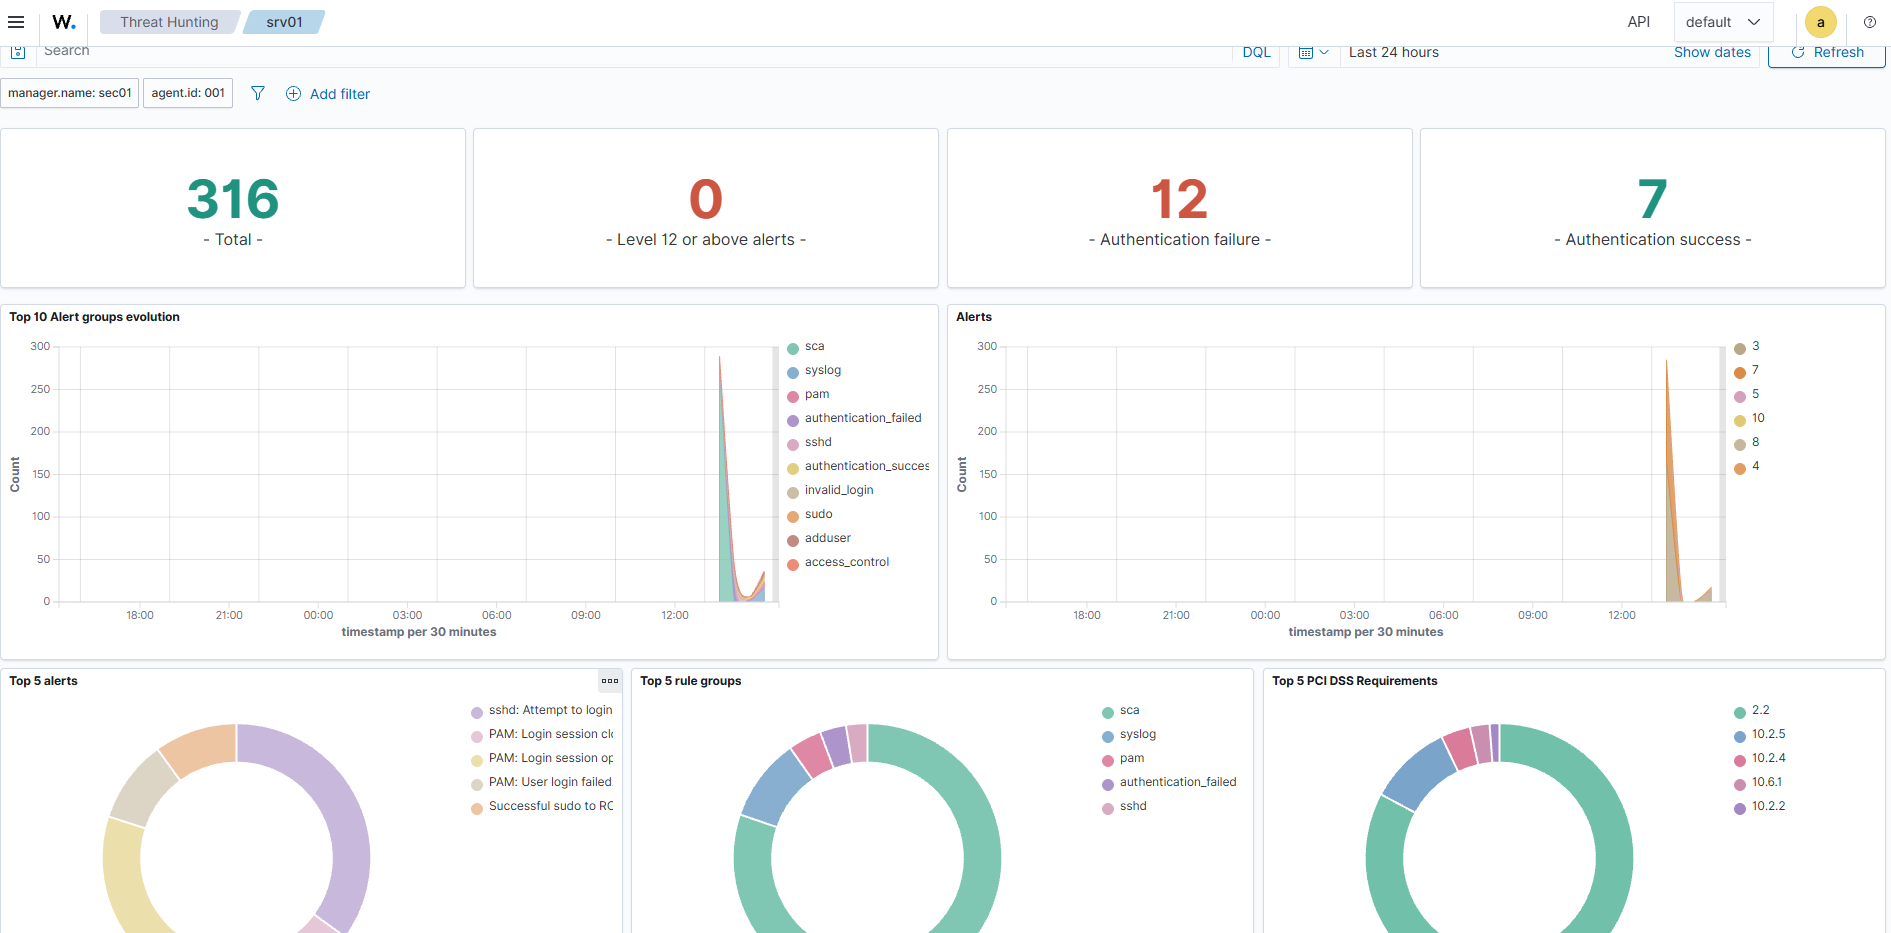 W. Threat Hunting srv01 API default a
Search DQL Last 24 hours Show dates Refresh
manager.name: sec01 agent.id: 001 Add filter
316
- Total -
0
- Level 12 or above alerts -
12
- Authentication failure -
7
- Authentication success -
Top 10 Alert groups evolution
300
250
200
150
100
50
0
Count
18:00 21:00 00:00 03:00 06:00 09:00 12:00
timestamp per 30 minutes
sca
syslog
pam
authentication_failed
sshd
authentication_succes
invalid_login
sudo
adduser
access_control
Alerts
300
250
200
150
100
50
0
Count
18:00 21:00 00:00 03:00 06:00 09:00 12:00
timestamp per 30 minutes
3
7
5
10
8
4
Top 5 alerts
sshd: Attempt to login
PAM: Login session clo
PAM: Login session op
PAM: User login failed.
Successful sudo to RO
Top 5 rule groups
sca
syslog
pam
authentication_failed
sshd
Top 5 PCI DSS Requirements
2.2
10.2.5
10.2.4
10.6.1
10.2.2